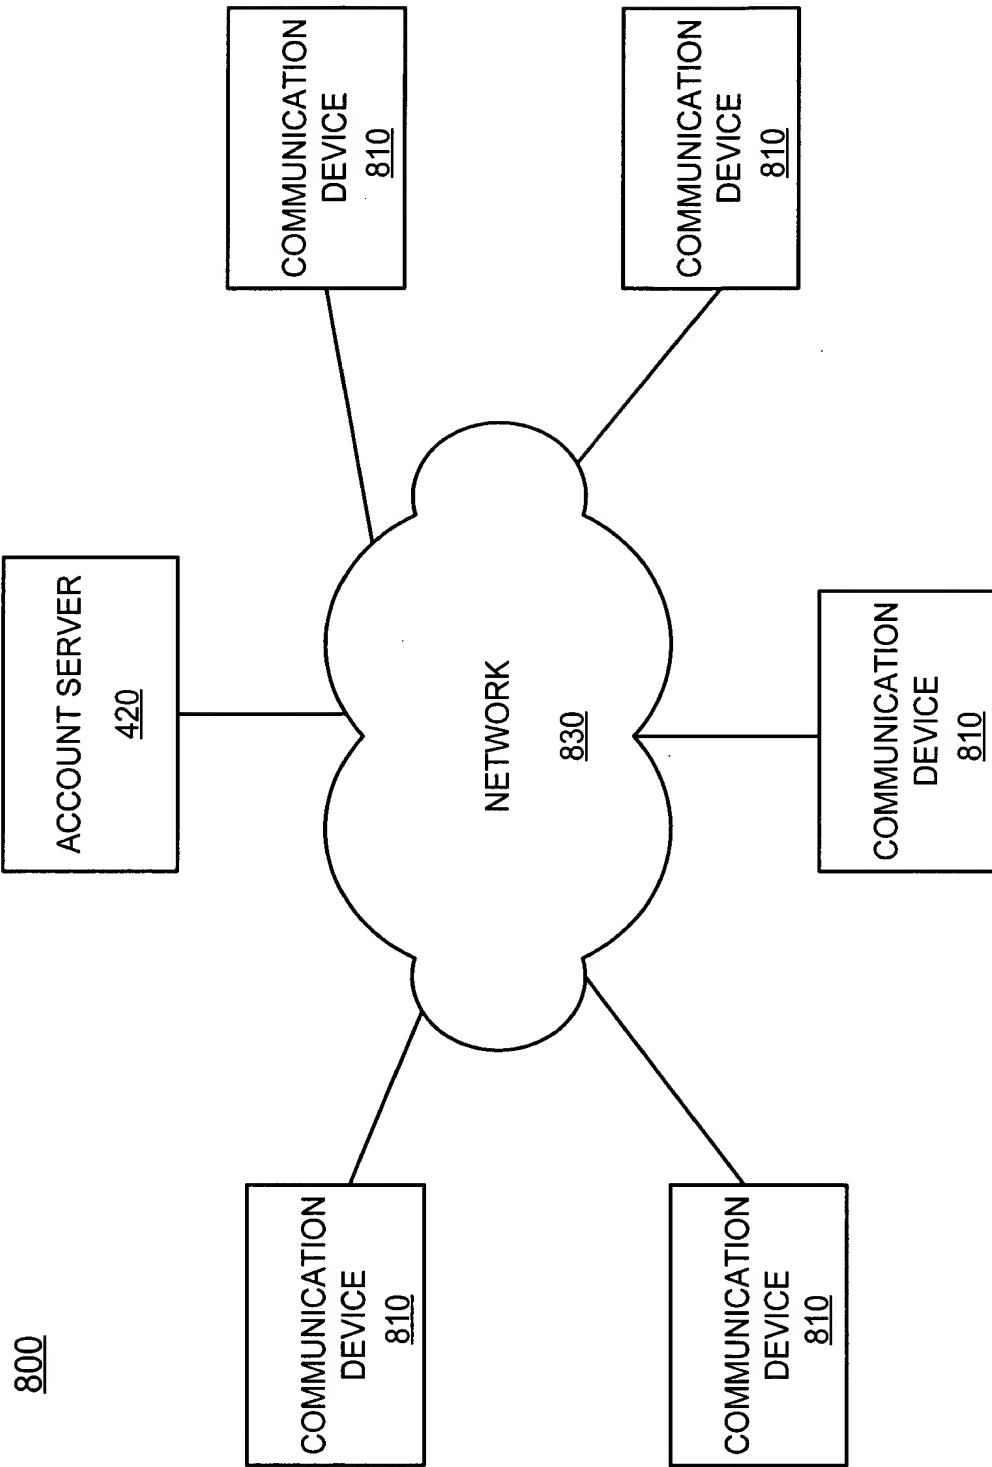 800
ACCOUNT SERVER
420
COMMUNICATION
DEVICE
810
COMMUNICATION
DEVICE
810
NETWORK
830
COMMUNICATION
DEVICE
810
COMMUNICATION
DEVICE
810
COMMUNICATION
DEVICE
810